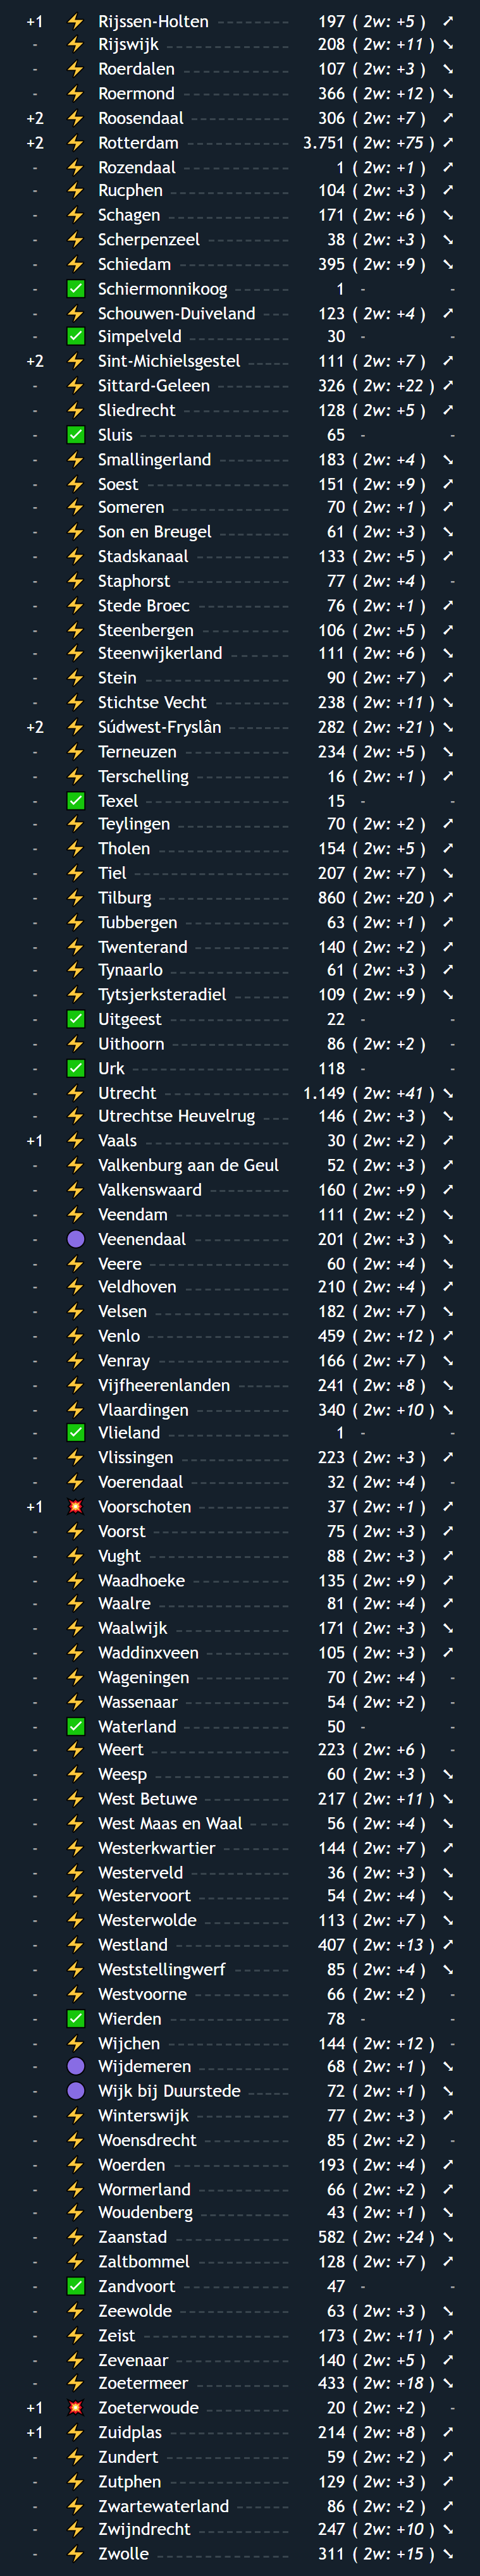 +1 ⚡ Rijssen-Holten 197 ( 2w: +5 ) ↗
- ⚡ Rijswijk 208 ( 2w: +11 ) ↘
- ⚡ Roerdalen 107 ( 2w: +3 ) ↘
- ⚡ Roermond 366 ( 2w: +12 ) ↘
+2 ⚡ Roosendaal 306 ( 2w: +7 ) ↗
+2 ⚡ Rotterdam 3.751 ( 2w: +75 ) ↗
- ⚡ Rozendaal 1 ( 2w: +1 ) ↗
- ⚡ Rucphen 104 ( 2w: +3 ) ↗
- ⚡ Schagen 171 ( 2w: +6 ) ↘
- ⚡ Scherpenzeel 38 ( 2w: +3 ) ↘
- ⚡ Schiedam 395 ( 2w: +9 ) ↘
- ✅ Schiermonnikoog 1 - -
- ⚡ Schouwen-Duiveland 123 ( 2w: +4 ) ↗
- ✅ Simpelveld 30 - -
+2 ⚡ Sint-Michielsgestel 111 ( 2w: +7 ) ↗
- ⚡ Sittard-Geleen 326 ( 2w: +22 ) ↗
- ⚡ Sliedrecht 128 ( 2w: +5 ) ↗
- ✅ Sluis 65 - -
- ⚡ Smallingerland 183 ( 2w: +4 ) ↘
- ⚡ Soest 151 ( 2w: +9 ) ↗
- ⚡ Someren 70 ( 2w: +1 ) ↗
- ⚡ Son en Breugel 61 ( 2w: +3 ) ↘
- ⚡ Stadskanaal 133 ( 2w: +5 ) ↗
- ⚡ Staphorst 77 ( 2w: +4 ) -
- ⚡ Stede Broec 76 ( 2w: +1 ) ↗
- ⚡ Steenbergen 106 ( 2w: +5 ) ↗
- ⚡ Steenwijkerland 111 ( 2w: +6 ) ↘
- ⚡ Stein 90 ( 2w: +7 ) ↗
- ⚡ Stichtse Vecht 238 ( 2w: +11 ) ↘
+2 ⚡ Súdwest-Fryslân 282 ( 2w: +21 ) ↘
- ⚡ Terneuzen 234 ( 2w: +5 ) ↘
- ⚡ Terschelling 16 ( 2w: +1 ) ↗
- ✅ Texel 15 - -
- ⚡ Teylingen 70 ( 2w: +2 ) ↗
- ⚡ Tholen 154 ( 2w: +5 ) ↗
- ⚡ Tiel 207 ( 2w: +7 ) ↘
- ⚡ Tilburg 860 ( 2w: +20 ) ↗
- ⚡ Tubbergen 63 ( 2w: +1 ) ↗
- ⚡ Twenterand 140 ( 2w: +2 ) ↗
- ⚡ Tynaarlo 61 ( 2w: +3 ) ↗
- ⚡ Tytsjerksteradiel 109 ( 2w: +9 ) ↘
- ✅ Uitgeest 22 - -
- ⚡ Uithoorn 86 ( 2w: +2 ) -
- ✅ Urk 118 - -
- ⚡ Utrecht 1.149 ( 2w: +41 ) ↘
- ⚡ Utrechtse Heuvelrug 146 ( 2w: +3 ) ↘
+1 ⚡ Vaals 30 ( 2w: +2 ) ↗
- ⚡ Valkenburg aan de Geul 52 ( 2w: +3 ) ↗
- ⚡ Valkenswaard 160 ( 2w: +9 ) ↗
- ⚡ Veendam 111 ( 2w: +2 ) ↘
- 🟣 Veenendaal 201 ( 2w: +3 ) ↘
- ⚡ Veere 60 ( 2w: +4 ) ↘
- ⚡ Veldhoven 210 ( 2w: +4 ) ↗
- ⚡ Velsen 182 ( 2w: +7 ) ↘
- ⚡ Venlo 459 ( 2w: +12 ) ↗
- ⚡ Venray 166 ( 2w: +7 ) ↘
- ⚡ Vijfheerenlanden 241 ( 2w: +8 ) ↘
- ⚡ Vlaardingen 340 ( 2w: +10 ) ↘
- ✅ Vlieland 1 - -
- ⚡ Vlissingen 223 ( 2w: +3 ) ↗
- ⚡ Voerendaal 32 ( 2w: +4 ) -
+1 💥 Voorschoten 37 ( 2w: +1 ) ↗
- ⚡ Voorst 75 ( 2w: +3 ) ↗
- ⚡ Vught 88 ( 2w: +3 ) ↗
- ⚡ Waadhoeke 135 ( 2w: +9 ) ↗
- ⚡ Waalre 81 ( 2w: +4 ) ↗
- ⚡ Waalwijk 171 ( 2w: +3 ) ↘
- ⚡ Waddinxveen 105 ( 2w: +3 ) ↗
- ⚡ Wageningen 70 ( 2w: +4 ) -
- ⚡ Wassenaar 54 ( 2w: +2 ) -
- ✅ Waterland 50 - -
- ⚡ Weert 223 ( 2w: +6 ) -
- ⚡ Weesp 60 ( 2w: +3 ) ↘
- ⚡ West Betuwe 217 ( 2w: +11 ) ↘
- ⚡ West Maas en Waal 56 ( 2w: +4 ) ↘
- ⚡ Westerkwartier 144 ( 2w: +7 ) ↗
- ⚡ Westerveld 36 ( 2w: +3 ) ↘
- ⚡ Westervoort 54 ( 2w: +4 ) ↘
- ⚡ Westerwolde 113 ( 2w: +7 ) ↘
- ⚡ Westland 407 ( 2w: +13 ) ↗
- ⚡ Weststellingwerf 85 ( 2w: +4 ) ↘
- ⚡ Westvoorne 66 ( 2w: +2 ) -
- ✅ Wierden 78 - -
- ⚡ Wijchen 144 ( 2w: +12 ) -
- 🟣 Wijdemeren 68 ( 2w: +1 ) ↘
- 🟣 Wijk bij Duurstede 72 ( 2w: +1 ) ↘
- ⚡ Winterswijk 77 ( 2w: +3 ) ↗
- ⚡ Woensdrecht 85 ( 2w: +2 ) -
- ⚡ Woerden 193 ( 2w: +4 ) ↗
- ⚡ Wormerland 66 ( 2w: +2 ) ↗
- ⚡ Woudenberg 43 ( 2w: +1 ) ↘
- ⚡ Zaanstad 582 ( 2w: +24 ) ↘
- ⚡ Zaltbommel 128 ( 2w: +7 ) ↗
- ✅ Zandvoort 47 - -
- ⚡ Zeewolde 63 ( 2w: +3 ) ↘
- ⚡ Zeist 173 ( 2w: +11 ) ↗
- ⚡ Zevenaar 140 ( 2w: +5 ) ↗
- ⚡ Zoetermeer 433 ( 2w: +18 ) ↘
+1 💥 Zoeterwoude 20 ( 2w: +2 ) -
+1 ⚡ Zuidplas 214 ( 2w: +8 ) ↗
- ⚡ Zundert 59 ( 2w: +2 ) ↗
- ⚡ Zutphen 129 ( 2w: +3 ) ↗
- ⚡ Zwartewaterland 86 ( 2w: +2 ) ↗
- ⚡ Zwijndrecht 247 ( 2w: +10 ) ↘
- ⚡ Zwolle 311 ( 2w: +15 ) ↘